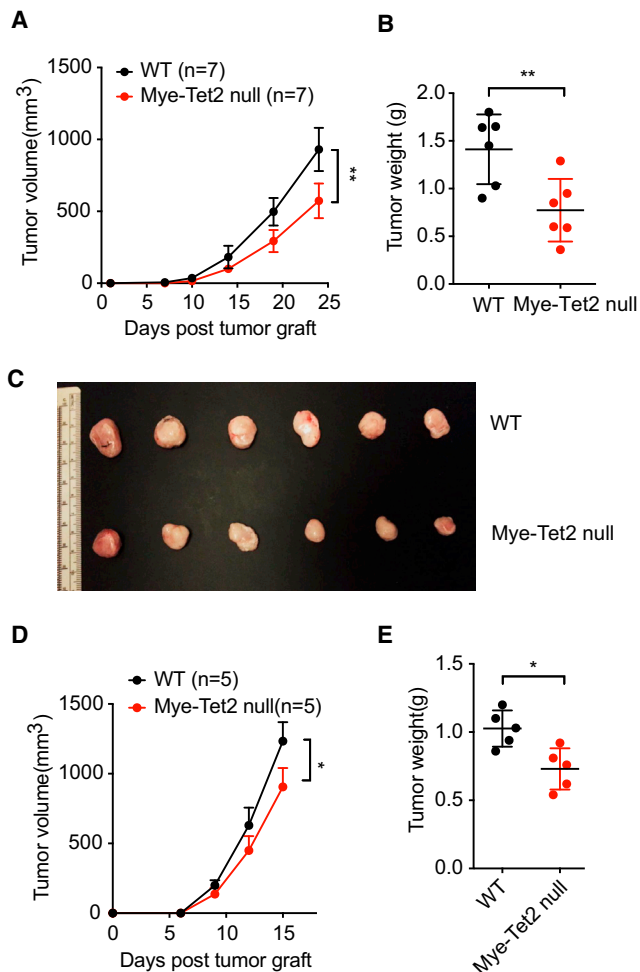 A
WT (n=7)
Mye-Tet2 null (n=7)
Tumor volume(mm3)
1500
1000
500
0
**
0 5 10 15 20 25
Days post tumor graft
B
**
Tumor weight (g)
2.0
1.5
1.0
0.5
0.0
WT Mye-Tet2 null
C
WT
Mye-Tet2 null
D
WT (n=5)
Mye-Tet2 null(n=5)
Tumor volume(mm3)
1500
1000
500
0
*
0 5 10 15
Days post tumor graft
E
*
Tumor weight(g)
1.5
1.0
0.5
0.0
WT
Mye-Tet2 null